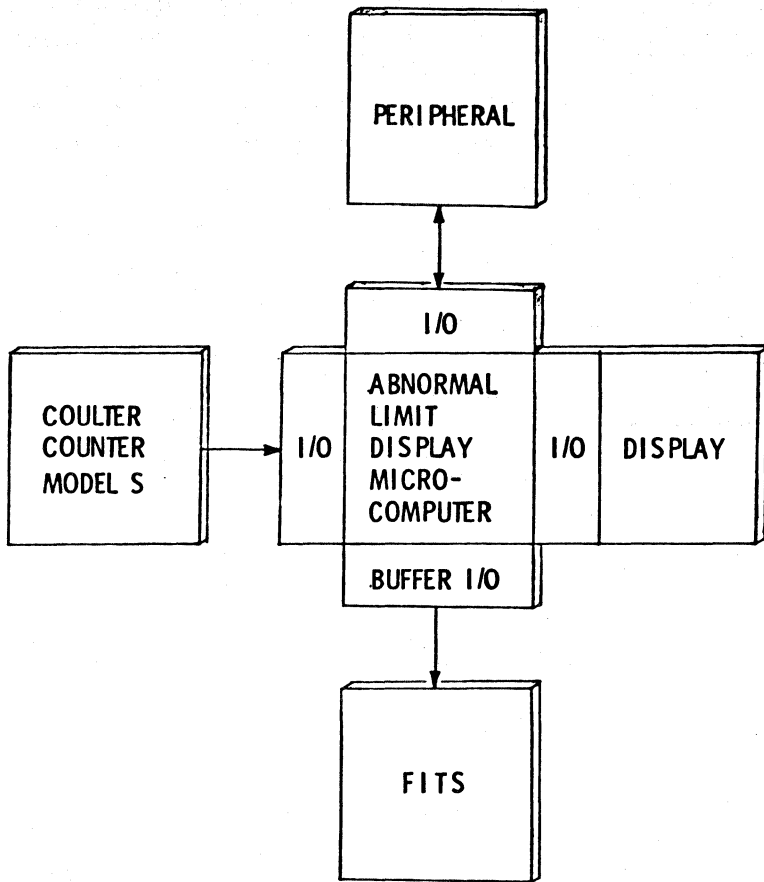 PERIPHERAL
I/O
COULTER
COUNTER
MODEL S
I/O
ABNORMAL
LIMIT
DISPLAY
MICRO-
COMPUTER
I/O
DISPLAY
BUFFER I/O
FITS